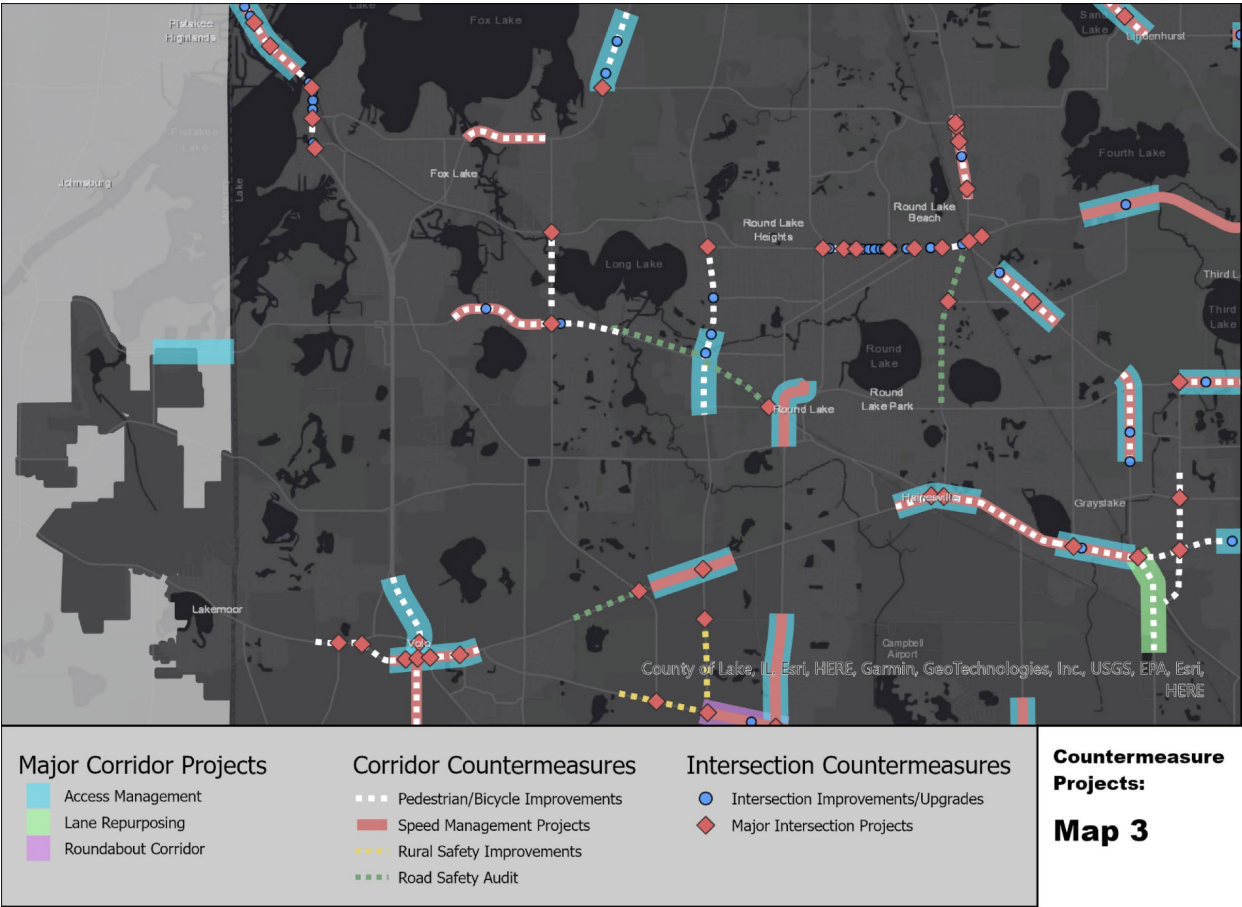 Lake
Pistakee
Highlands
Fox Lake
Sand
Lake
Lindenhurst
Pistakee
Lake
Fourth Lake
Johnsburg
Lake
Fox Lake
Round Lake
Beach
Round Lake
Heights
Long Lake
Third L
Third
Lake
Round
Lake
Round
Lake Park
Round Lake
Hainesville
Grayslake
Lakemoor
Volo
Campbell
Airport
County of Lake, IL, Esri, HERE, Garmin, GeoTechnologies, Inc., USGS, EPA, Esri,
HERE
Major Corridor Projects
Access Management
Lane Repurposing
Roundabout Corridor
Corridor Countermeasures
Pedestrian/Bicycle Improvements
Speed Management Projects
Rural Safety Improvements
Road Safety Audit
Intersection Countermeasures
Intersection Improvements/Upgrades
Major Intersection Projects
Countermeasure
Projects:
Map 3